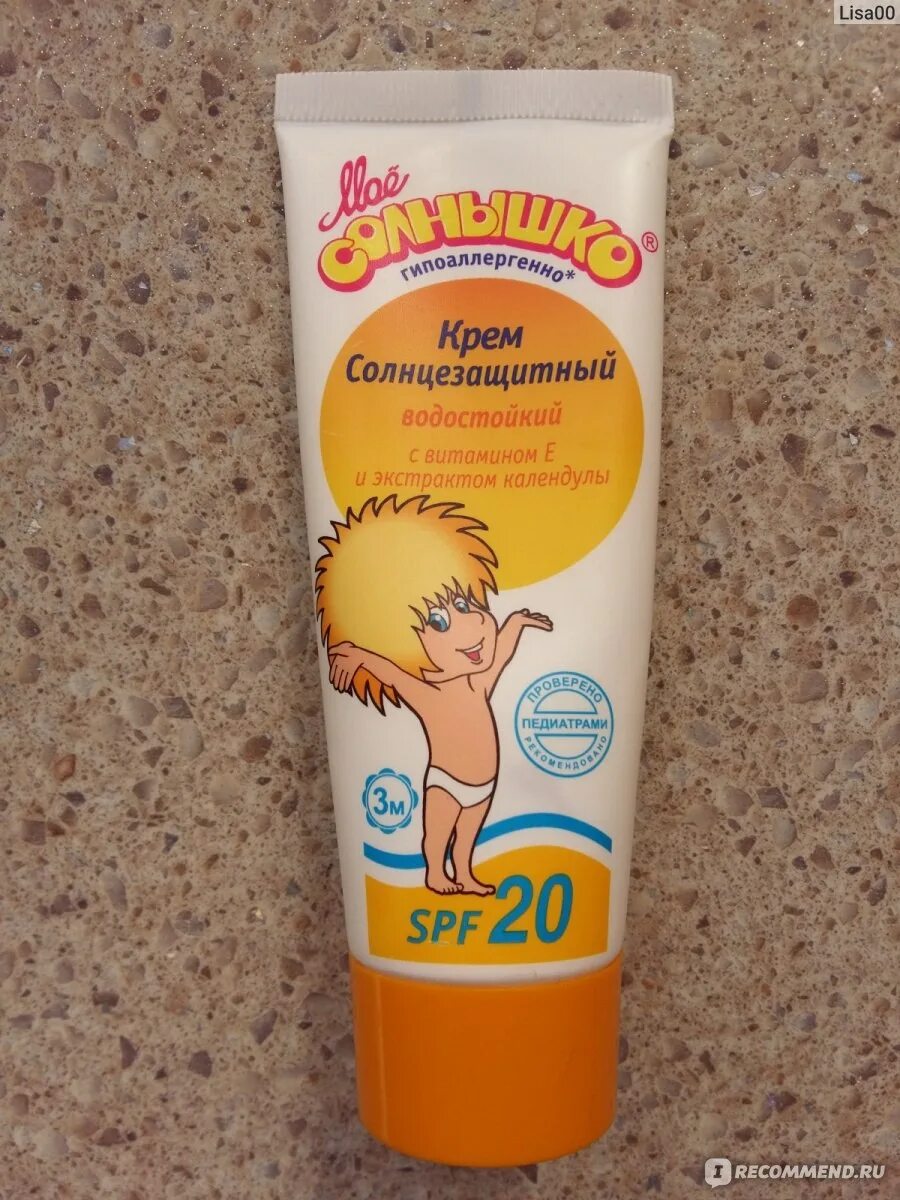 Lisa00
Моё
СОЛНЫШКО®
гипоаллергенно*
Крем
Солнцезащитный
водостойкий
с витамином Е
и экстрактом календулы
ПРОВЕРЕНО
ПЕДИАТРАМИ
РЕКОМЕНДОВАНО
3м
SPF 20
I RECOMMEND.RU